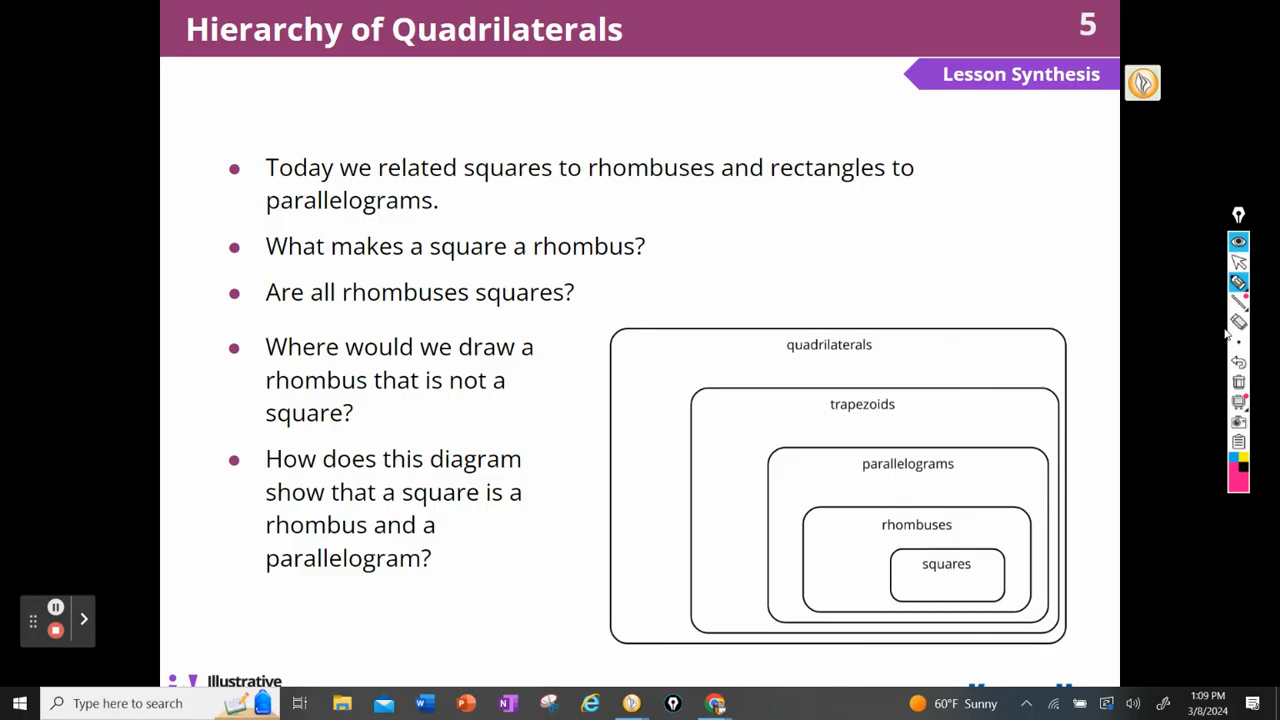 Hierarchy of Quadrilaterals
5
Lesson Synthesis
Today we related squares to rhombuses and rectangles to
parallelograms.
What makes a square a rhombus?
Are all rhombuses squares?
Where would we draw a
rhombus that is not a
square?
How does this diagram
show that a square is a
rhombus and a
parallelogram?
quadrilaterals
trapezoids
parallelograms
rhombuses
squares
Illustrative
Type here to search
60°F Sunny
1:09 PM
3/8/2024